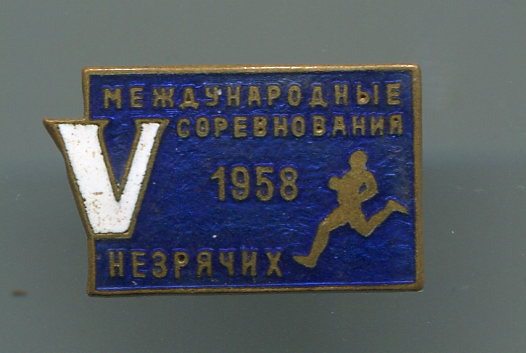 МЕЖДУНАРОДНЫЕ
V СОРЕВНОВАНИЯ
1958
НЕЗРЯЧИХ